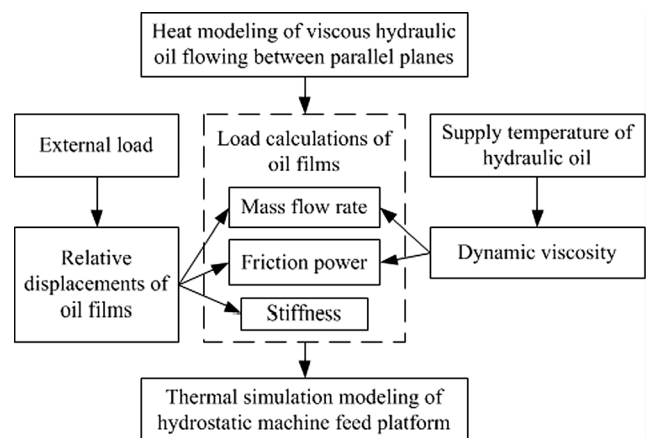 Heat modeling of viscous hydraulic
oil flowing between parallel planes
External load
Load calculations of
oil films
Supply temperature of
hydraulic oil
Mass flow rate
Friction power
Stiffness
Relative
displacements of
oil films
Dynamic viscosity
Thermal simulation modeling of
hydrostatic machine feed platform